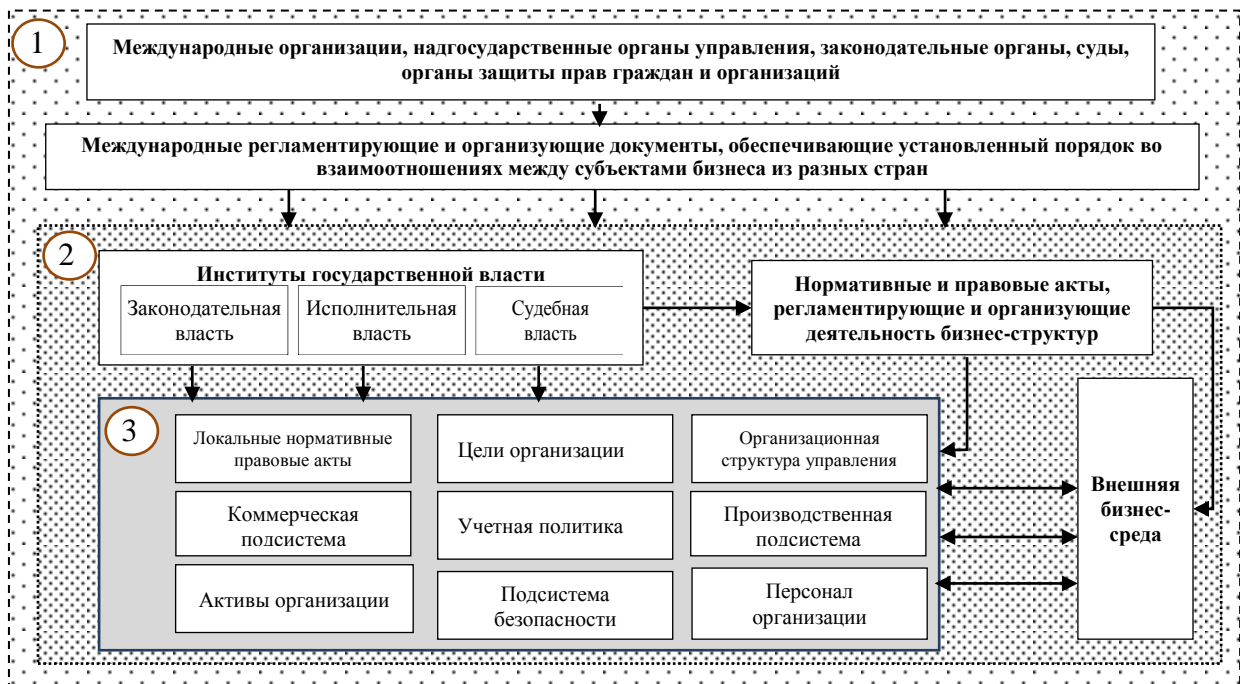 1
Международные организации, надгосударственные органы управления, законодательные органы, суды,
органы защиты прав граждан и организаций
Международные регламентирующие и организующие документы, обеспечивающие установленный порядок во
взаимоотношениях между субъектами бизнеса из разных стран
2
Институты государственной власти
Законодательная
власть
Исполнительная
власть
Судебная
власть
Нормативные и правовые акты,
регламентирующие и организующие
деятельность бизнес-структур
3
Локальные нормативные
правовые акты
Цели организации
Организационная
структура управления
Коммерческая
подсистема
Учетная политика
Производственная
подсистема
Активы организации
Подсистема
безопасности
Персонал
организации
Внешняя
бизнес-
среда